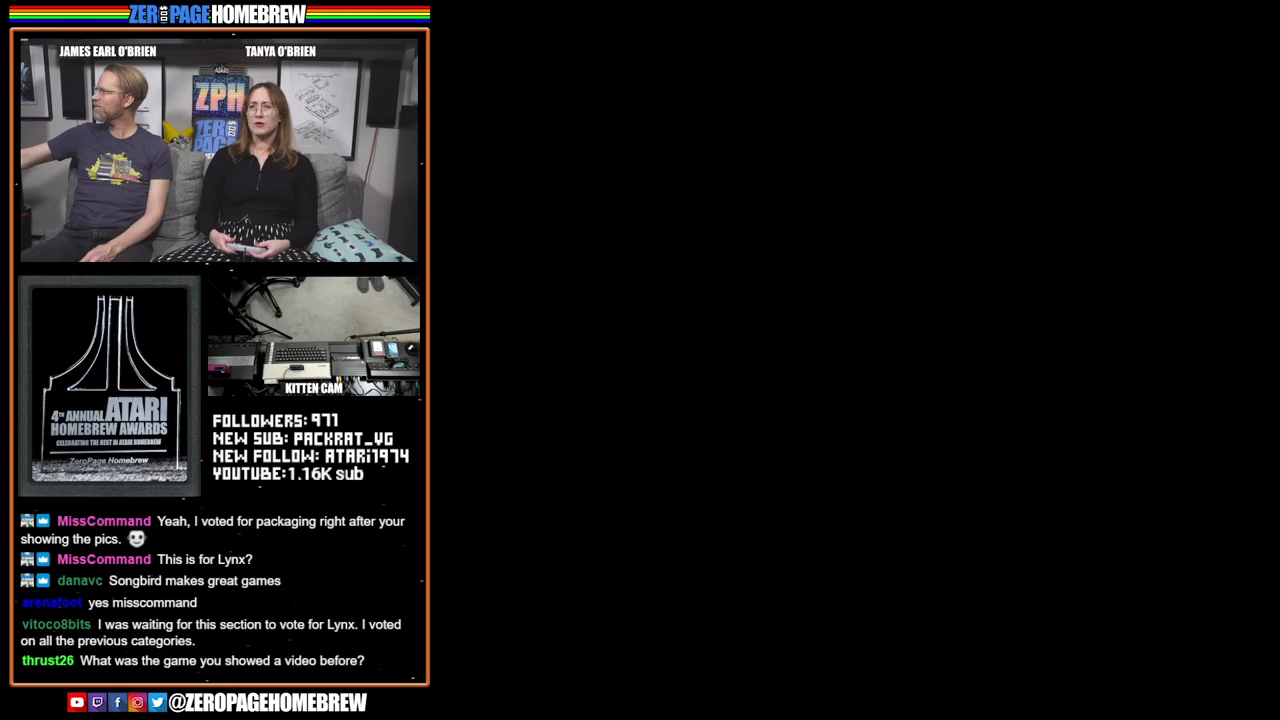 ZEROPAGE HOMEBREW
JAMES EARL O'BRIEN
TANYA O'BRIEN
ATARI
ZPH
ZERO
PAGE
4TH ANNUAL ATARI
HOMEBREW AWARDS
CELEBRATING THE BEST IN ATARI HOMEBREW
ZeroPage Homebrew
KITTEN CAM
FOLLOWERS: 971
NEW SUB: PACKRAT_VG
NEW FOLLOW: ATARI1974
YOUTUBE:1.16K sub
MissCommand Yeah, I voted for packaging right after your
showing the pics.
MissCommand This is for Lynx?
danavc Songbird makes great games
arenafoot yes misscommand
vitoco8bits I was waiting for this section to vote for Lynx. I voted
on all the previous categories.
thrust26 What was the game you showed a video before?
@ZEROPAGEHOMEBREW